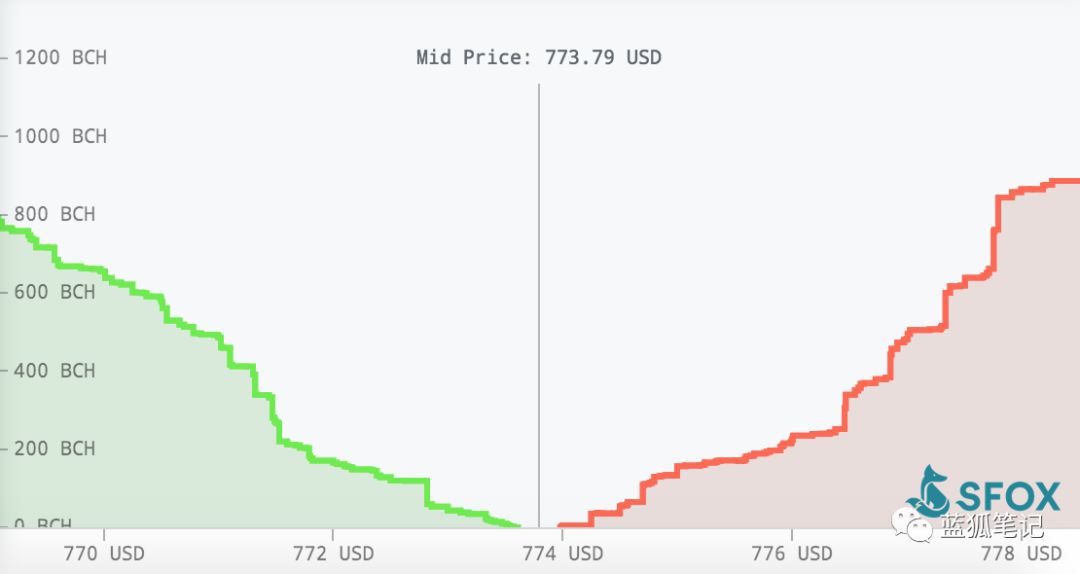 Mid Price: 773.79 USD
1200 BCH
1000 BCH
800 BCH
600 BCH
400 BCH
200 BCH
0 BCH
SFOX
蓝狐笔记
770 USD 772 USD 774 USD 776 USD 778 USD